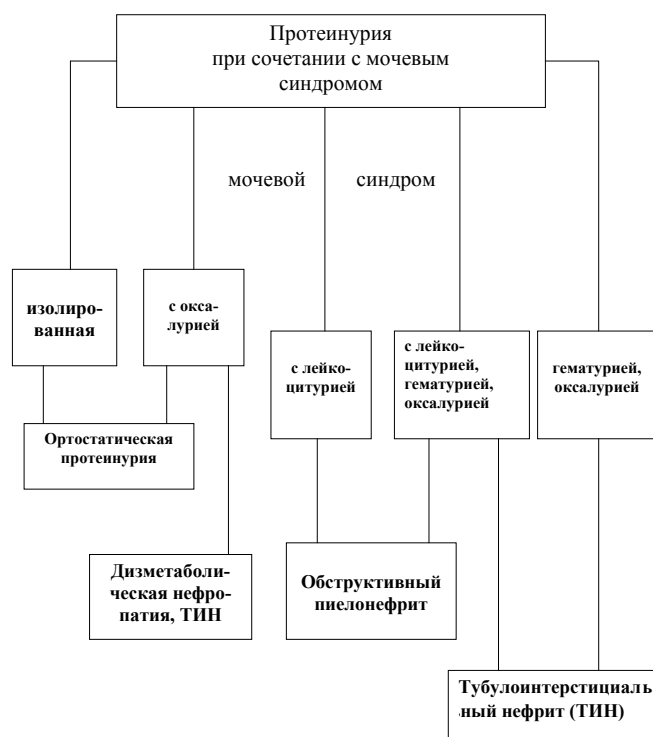 Протеинурия
при сочетании с мочевым
синдромом
мочевой синдром
изолиро-
ванная
с окса-
лурией
с лейко-
цитурией
с лейко-
цитурией,
гематурией,
оксалурией
гематурией,
оксалурией
Ортостатическая
протеинурия
Дизметаболи-
ческая нефро-
патия, ТИН
Обструктивный
пиелонефрит
Тубулоинтерстициаль
ный нефрит (ТИН)